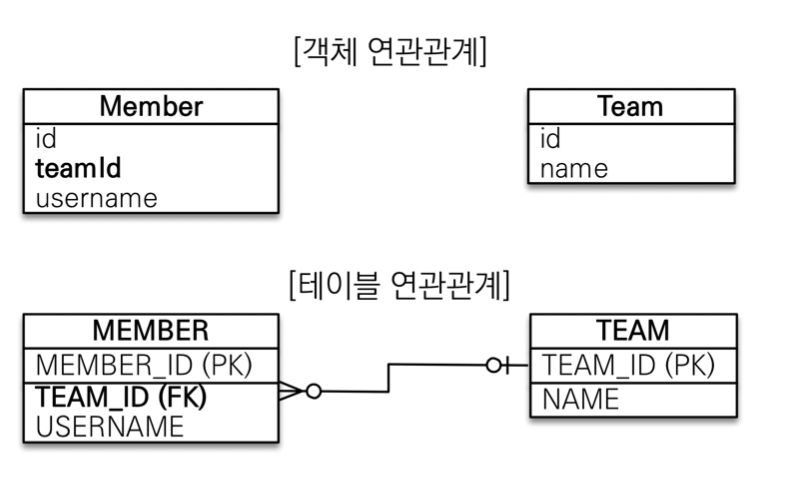 [객체 연관관계]
Member
id
teamId
username
Team
id
name
[테이블 연관관계]
MEMBER
MEMBER_ID (PK)
TEAM_ID (FK)
USERNAME
TEAM
TEAM_ID (PK)
NAME